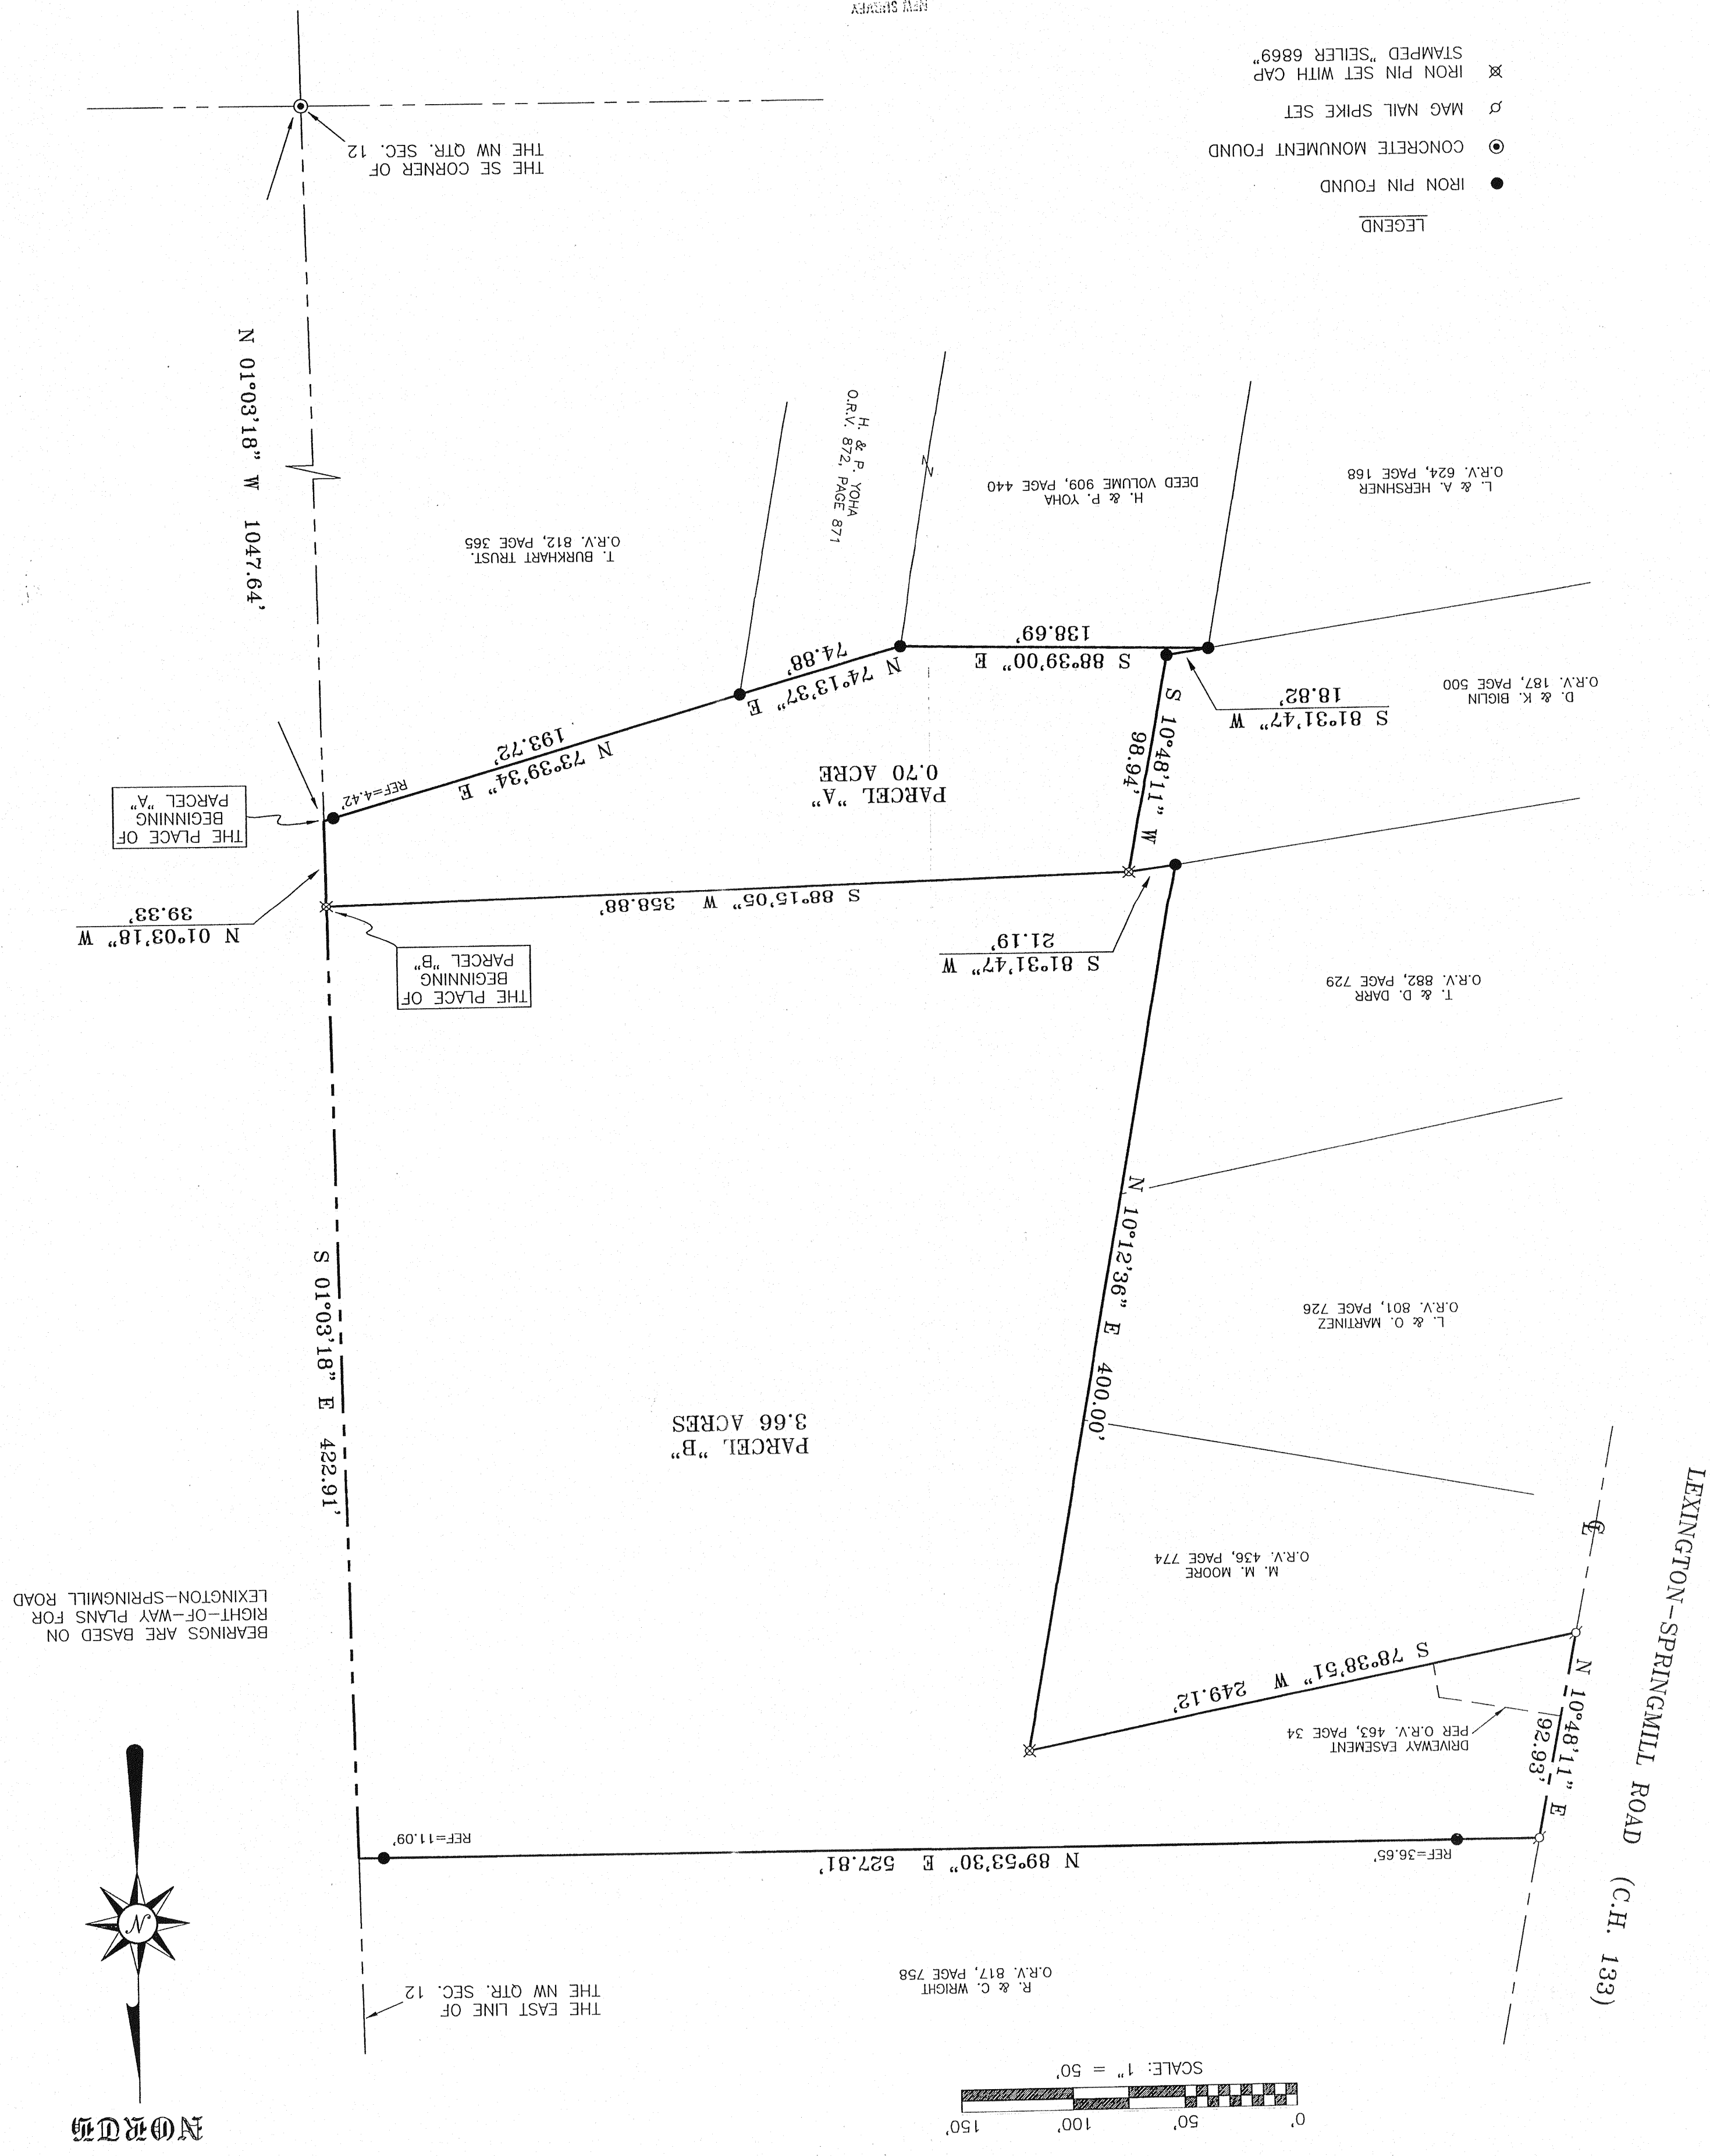 NORTH
0' 50' 100' 150'
SCALE: 1" = 50'
THE EAST LINE OF
THE NW QTR. SEC. 12
R. & C. WRIGHT
O.R.V. 817, PAGE 758
LEXINGTON-SPRINGMILL ROAD (C.H. 133)
N
N 89°53'30" E 527.81'
REF=36.65'
REF=11.09'
N 10°48'11" E
92.93'
DRIVEWAY EASEMENT
PER O.R.V. 463, PAGE 34
S 78°38'51" W 249.12'
BEARINGS ARE BASED ON
RIGHT-OF-WAY PLANS FOR
LEXINGTON-SPRINGMILL ROAD
M. M. MOORE
O.R.V. 436, PAGE 774
PARCEL "B"
3.66 ACRES
S 01°03'18" E 422.91'
N 10°12'36" E 400.00'
L. & O. MARTINEZ
O.R.V. 801, PAGE 726
T. & D. DARR
O.R.V. 882, PAGE 729
THE PLACE OF
BEGINNING
PARCEL "B"
S 81°31'47" W
21.19'
N 01°03'18" W
39.33'
S 88°15'05" W 358.88'
THE PLACE OF
BEGINNING
PARCEL "A"
PARCEL "A"
0.70 ACRE
S 10°48'11" W
98.94'
REF=4.42'
N 73°39'34" E
193.72'
N 74°13'37" E
74.88'
S 88°39'00" E
138.69'
S 81°31'47" W
18.82'
D. & K. BIGLIN
O.R.V. 187, PAGE 500
T. BURKHART TRUST.
O.R.V. 812, PAGE 365
H. & P. YOHA
O.R.V. 872, PAGE 871
H. & P. YOHA
DEED VOLUME 909, PAGE 440
L. & A. HERSHNER
O.R.V. 624, PAGE 168
N 01°03'18" W 1047.64'
THE SE CORNER OF
THE NW QTR. SEC. 12
LEGEND
IRON PIN FOUND
CONCRETE MONUMENT FOUND
MAG NAIL SPIKE SET
IRON PIN SET WITH CAP
STAMPED "SEILER 6869"
NEW SURVEY